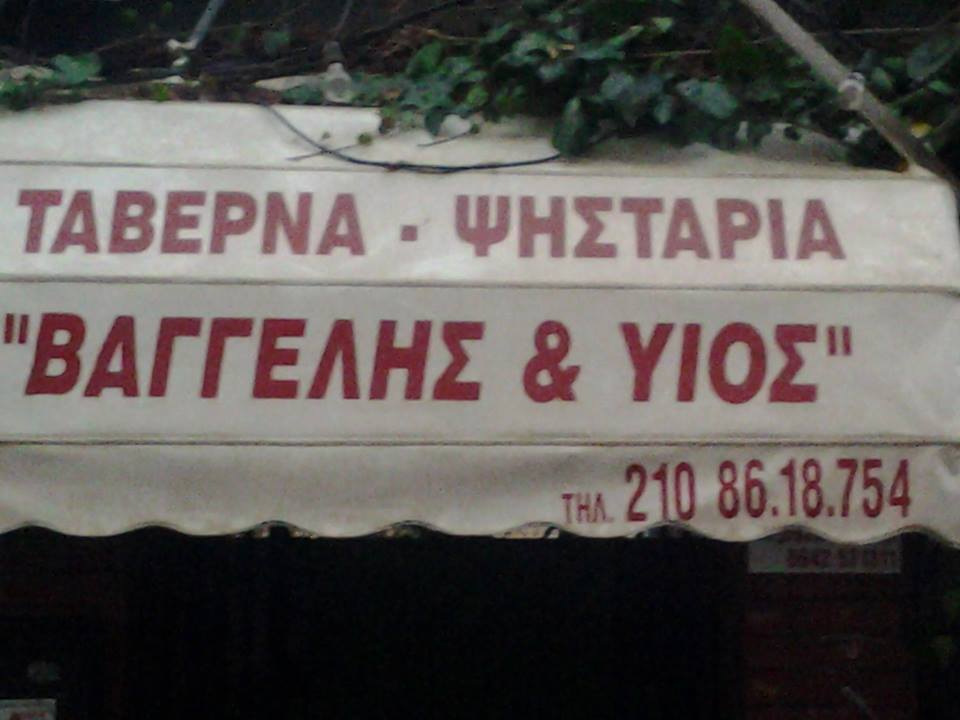 ΤΑΒΕΡΝΑ · ΨΗΣΤΑΡΙΑ
"ΒΑΓΓΕΛΗΣ & ΥΙΟΣ"
ΤΗΛ. 210 86.18.754